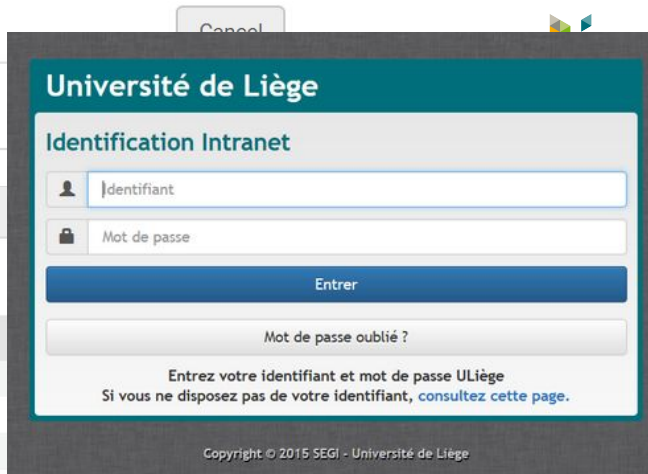 Cancel
Université de Liège
Identification Intranet
Identifiant
Mot de passe
Entrer
Mot de passe oublié ?
Entrez votre identifiant et mot de passe ULiège
Si vous ne disposez pas de votre identifiant, consultez cette page.
Copyright © 2015 SEGI - Université de Liège